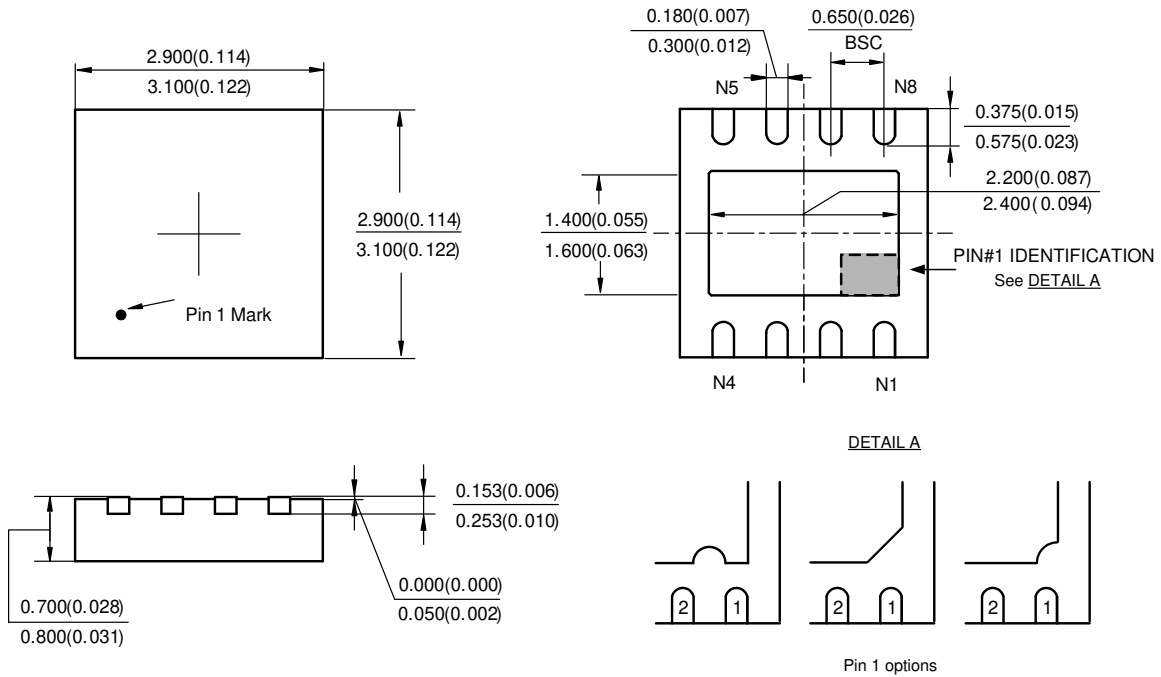 2.900(0.114)
3.100(0.122)
0.180(0.007)
0.300(0.012)
0.650(0.026)
BSC
N5
N8
0.375(0.015)
0.575(0.023)
2.900(0.114)
3.100(0.122)
1.400(0.055)
1.600(0.063)
2.200(0.087)
2.400(0.094)
PIN#1 IDENTIFICATION
See DETAIL A
Pin 1 Mark
N4
N1
DETAIL A
0.153(0.006)
0.253(0.010)
0.000(0.000)
0.050(0.002)
0.700(0.028)
0.800(0.031)
2 1
2 1
2 1
Pin 1 options